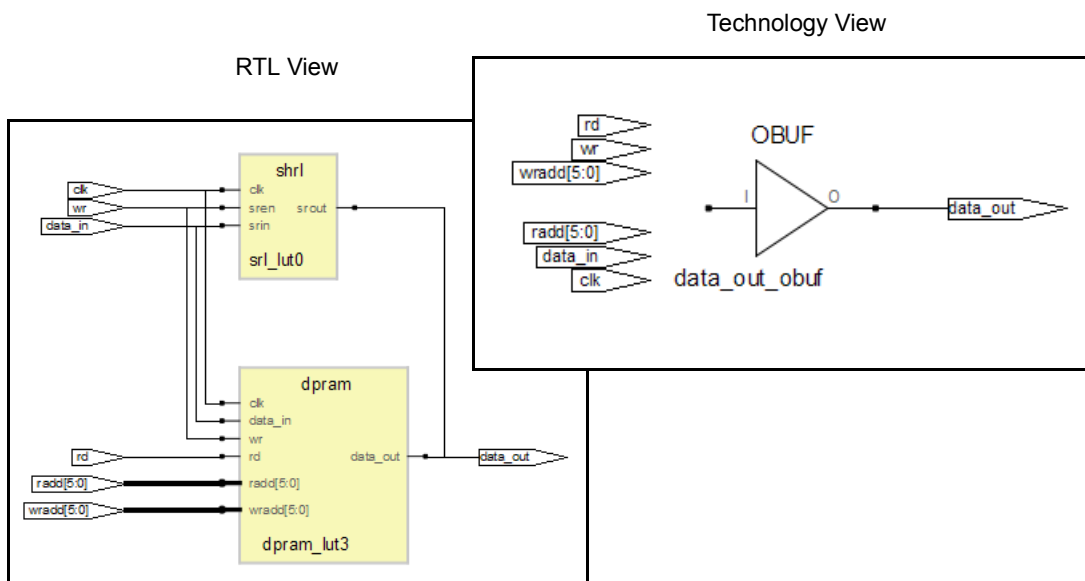 Technology View
RTL View
rd
wr
wradd[5:0]
OBUF
I
O
data_out
radd[5:0]
data_in
clk
data_out_obuf
shrl
clk
wr
data_in
clk
sren
srout
srin
srl_lut0
dpram
clk
data_in
wr
rd
rd
data_out
data_out
radd[5:0]
radd[5:0]
wradd[5:0]
wradd[5:0]
dpram_lut3